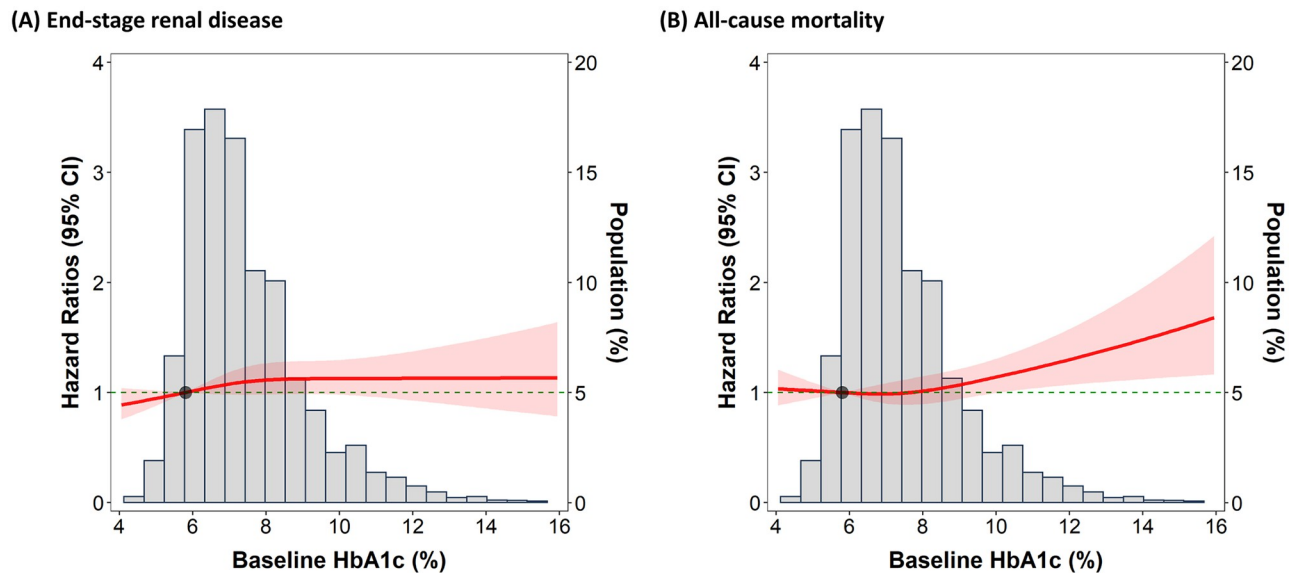 (A) End-stage renal disease
Hazard Ratios (95% CI)
4
3
2
1
0
20
15
10
5
0
Population (%)
4 6 8 10 12 14 16
Baseline HbA1c (%)
(B) All-cause mortality
Hazard Ratios (95% CI)
4
3
2
1
0
20
15
10
5
0
Population (%)
4 6 8 10 12 14 16
Baseline HbA1c (%)